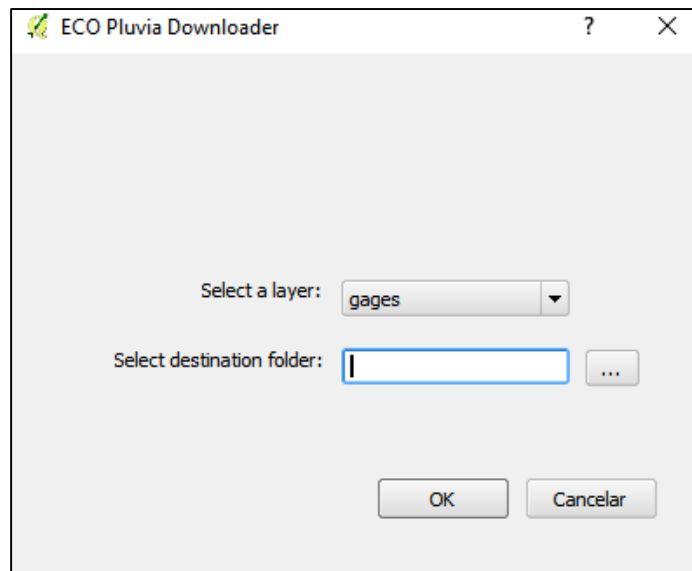 ECO Pluvia Downloader ?
Select a layer: gages
Select destination folder: ...
OK Cancelar